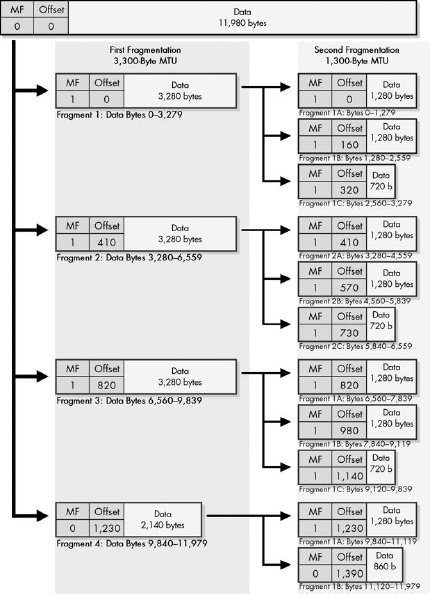 MF Offset Data
0 0 11,980 bytes
First Fragmentation
3,300-Byte MTU
Second Fragmentation
1,300-Byte MTU
MF Offset Data
1 0 3,280 bytes
Fragment 1: Data Bytes 0–3,279
MF Offset Data
1 0 1,280 bytes
Fragment 1A: Bytes 0–1,279
MF Offset Data
1 160 1,280 bytes
Fragment 1B: Bytes 1,280–2,559
MF Offset Data
1 320 720 b
Fragment 1C: Bytes 2,560–3,279
MF Offset Data
1 410 3,280 bytes
Fragment 2: Data Bytes 3,280–6,559
MF Offset Data
1 410 1,280 bytes
Fragment 2A: Bytes 3,280–4,559
MF Offset Data
1 570 1,280 bytes
Fragment 2B: Bytes 4,560–5,839
MF Offset Data
1 730 720 b
Fragment 2C: Bytes 5,840–6,559
MF Offset Data
1 820 3,280 bytes
Fragment 3: Data Bytes 6,560–9,839
MF Offset Data
1 820 1,280 bytes
Fragment 1A: Bytes 6,560–7,839
MF Offset Data
1 980 1,280 bytes
Fragment 1B: Bytes 7,840–9,119
MF Offset Data
1 1,140 720 b
Fragment 1C: Bytes 9,120–9,839
MF Offset Data
0 1,230 2,140 bytes
Fragment 4: Data Bytes 9,840–11,979
MF Offset Data
1 1,230 1,280 bytes
Fragment 1A: Bytes 9,840–11,119
MF Offset Data
0 1,390 860 b
Fragment 1B: Bytes 11,120–11,979